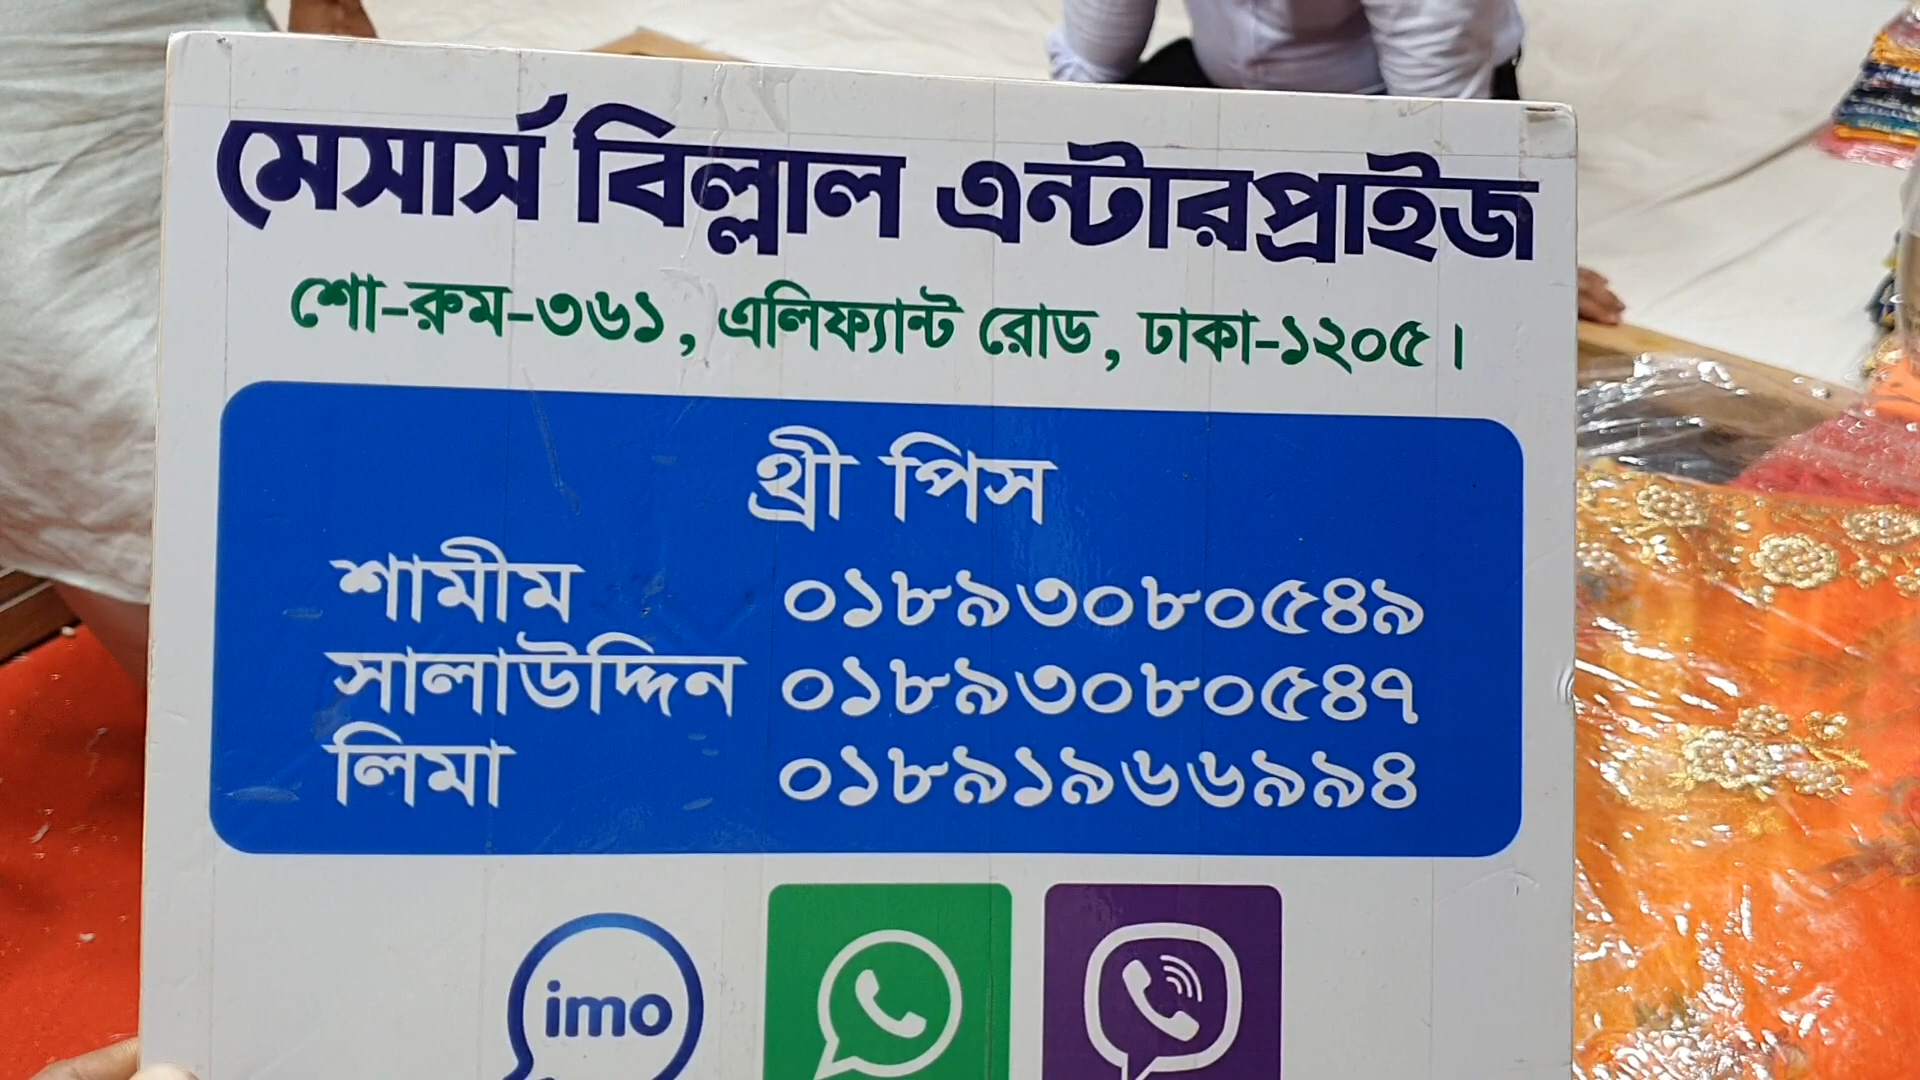 মেসার্স বিল্লাল এন্টারপ্রাইজ
শো-রুম-৩৬১, এলিফ্যান্ট রোড, ঢাকা-১২০৫।
থ্রী পিস
শামীম ০১৮৯৩০৮০৫৪৯
সালাউদ্দিন ০১৮৯৩০৮০৫৪৭
লিমা ০১৮৯১৯৬৬৯৯৪
imo